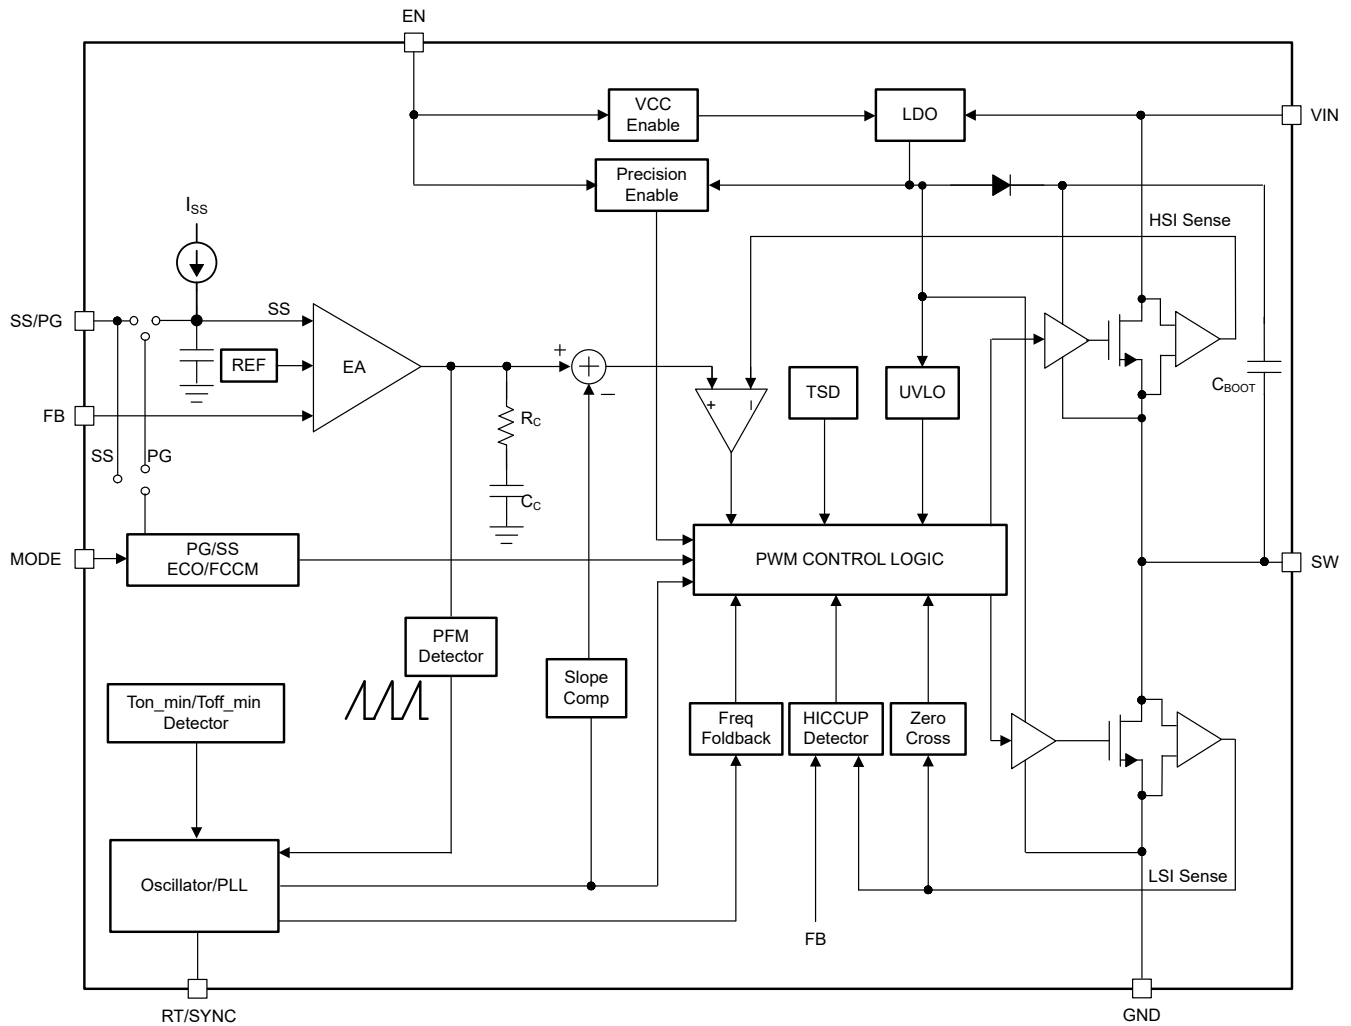 EN
VCC
Enable
LDO
VIN
Precision
Enable
ISS
HSI Sense
SS/PG
SS
REF
EA
+
+
−
+
−
TSD
UVLO
CBOOT
FB
RC
SS
PG
CC
MODE
PG/SS
ECO/FCCM
PWM CONTROL LOGIC
SW
PFM
Detector
Slope
Comp
Ton_min/Toff_min
Detector
Freq
Foldback
HICCUP
Detector
Zero
Cross
Oscillator/PLL
LSI Sense
FB
RT/SYNC
GND